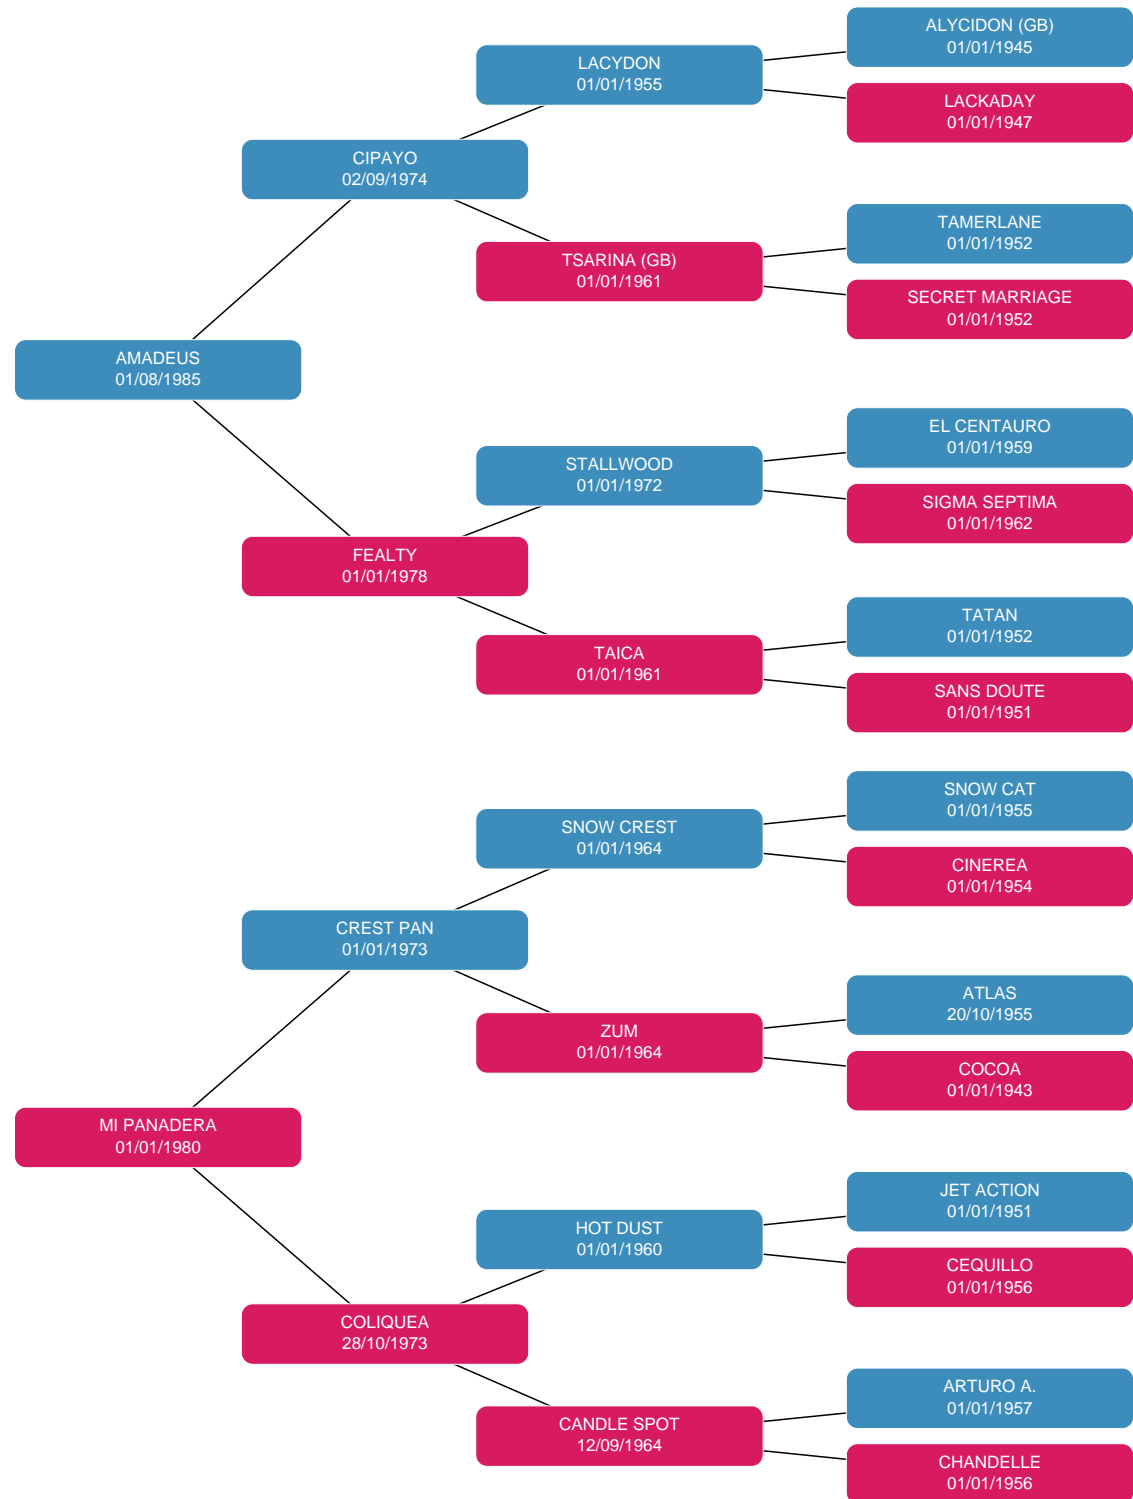 ALYCIDON (GB)
01/01/1945
LACYDON
01/01/1955
LACKADAY
01/01/1947
CIPAYO
02/09/1974
TAMERLANE
01/01/1952
TSARINA (GB)
01/01/1961
SECRET MARRIAGE
01/01/1952
AMADEUS
01/08/1985
EL CENTAURO
01/01/1959
STALLWOOD
01/01/1972
SIGMA SEPTIMA
01/01/1962
FEALTY
01/01/1978
TATAN
01/01/1952
TAICA
01/01/1961
SANS DOUTE
01/01/1951
SNOW CAT
01/01/1955
SNOW CREST
01/01/1964
CINEREA
01/01/1954
CREST PAN
01/01/1973
ATLAS
20/10/1955
ZUM
01/01/1964
COCOA
01/01/1943
MI PANADERA
01/01/1980
JET ACTION
01/01/1951
HOT DUST
01/01/1960
CEQUILLO
01/01/1956
COLIQUEA
28/10/1973
ARTURO A.
01/01/1957
CANDLE SPOT
12/09/1964
CHANDELLE
01/01/1956